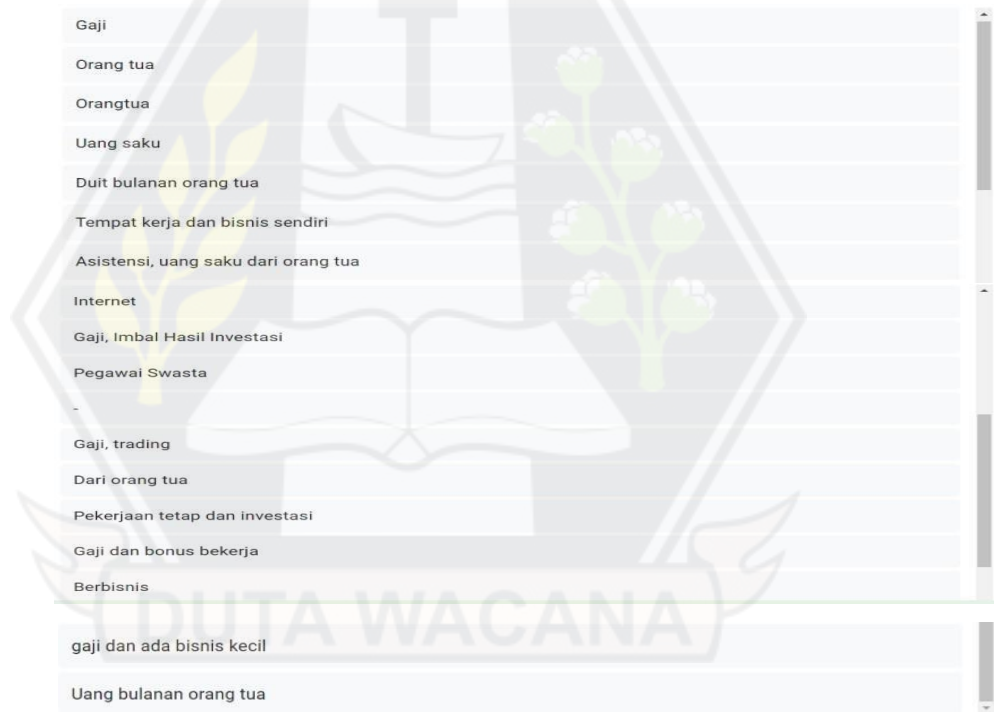 Gaji
Orang tua
Orangtua
Uang saku
Duit bulanan orang tua
Tempat kerja dan bisnis sendiri
Asistensi, uang saku dari orang tua
Internet
Gaji, Imbal Hasil Investasi
Pegawai Swasta
-
Gaji, trading
Dari orang tua
Pekerjaan tetap dan investasi
Gaji dan bonus bekerja
Berbisnis
DUTA WACANA
gaji dan ada bisnis kecil
Uang bulanan orang tua